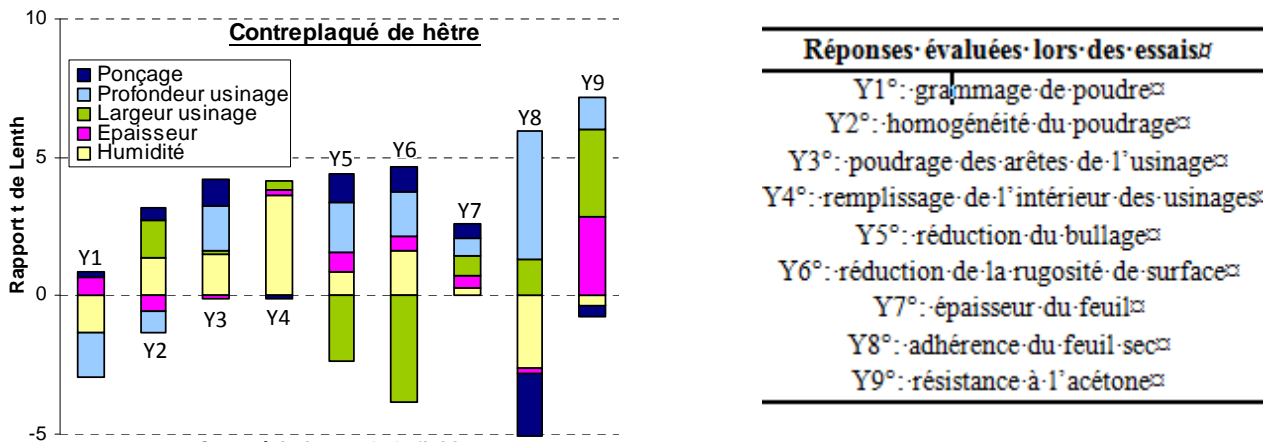 10
Contreplaqué de hêtre
Ponçage
Profondeur usinage
Largeur usinage
Epaisseur
Humidité
5
0
-5
Rapport t de Lenth
Y1
Y2
Y3
Y4
Y5
Y6
Y7
Y8
Y9
Réponses·évaluées·lors·des·essais¤
Y1°:·grammage·de·poudre¤
Y2°:·homogénéité·du·poudrage¤
Y3°:·poudrage·des·arêtes·de·l’usinage¤
Y4°:·remplissage·de·l’intérieur·des·usinages¤
Y5°:·réduction·du·bullage¤
Y6°:·réduction·de·la·rugosité·de·surface¤
Y7°:·épaisseur·du·feuil¤
Y8°:·adhérence·du·feuil·sec¤
Y9°:·résistance·à·l’acétone¤